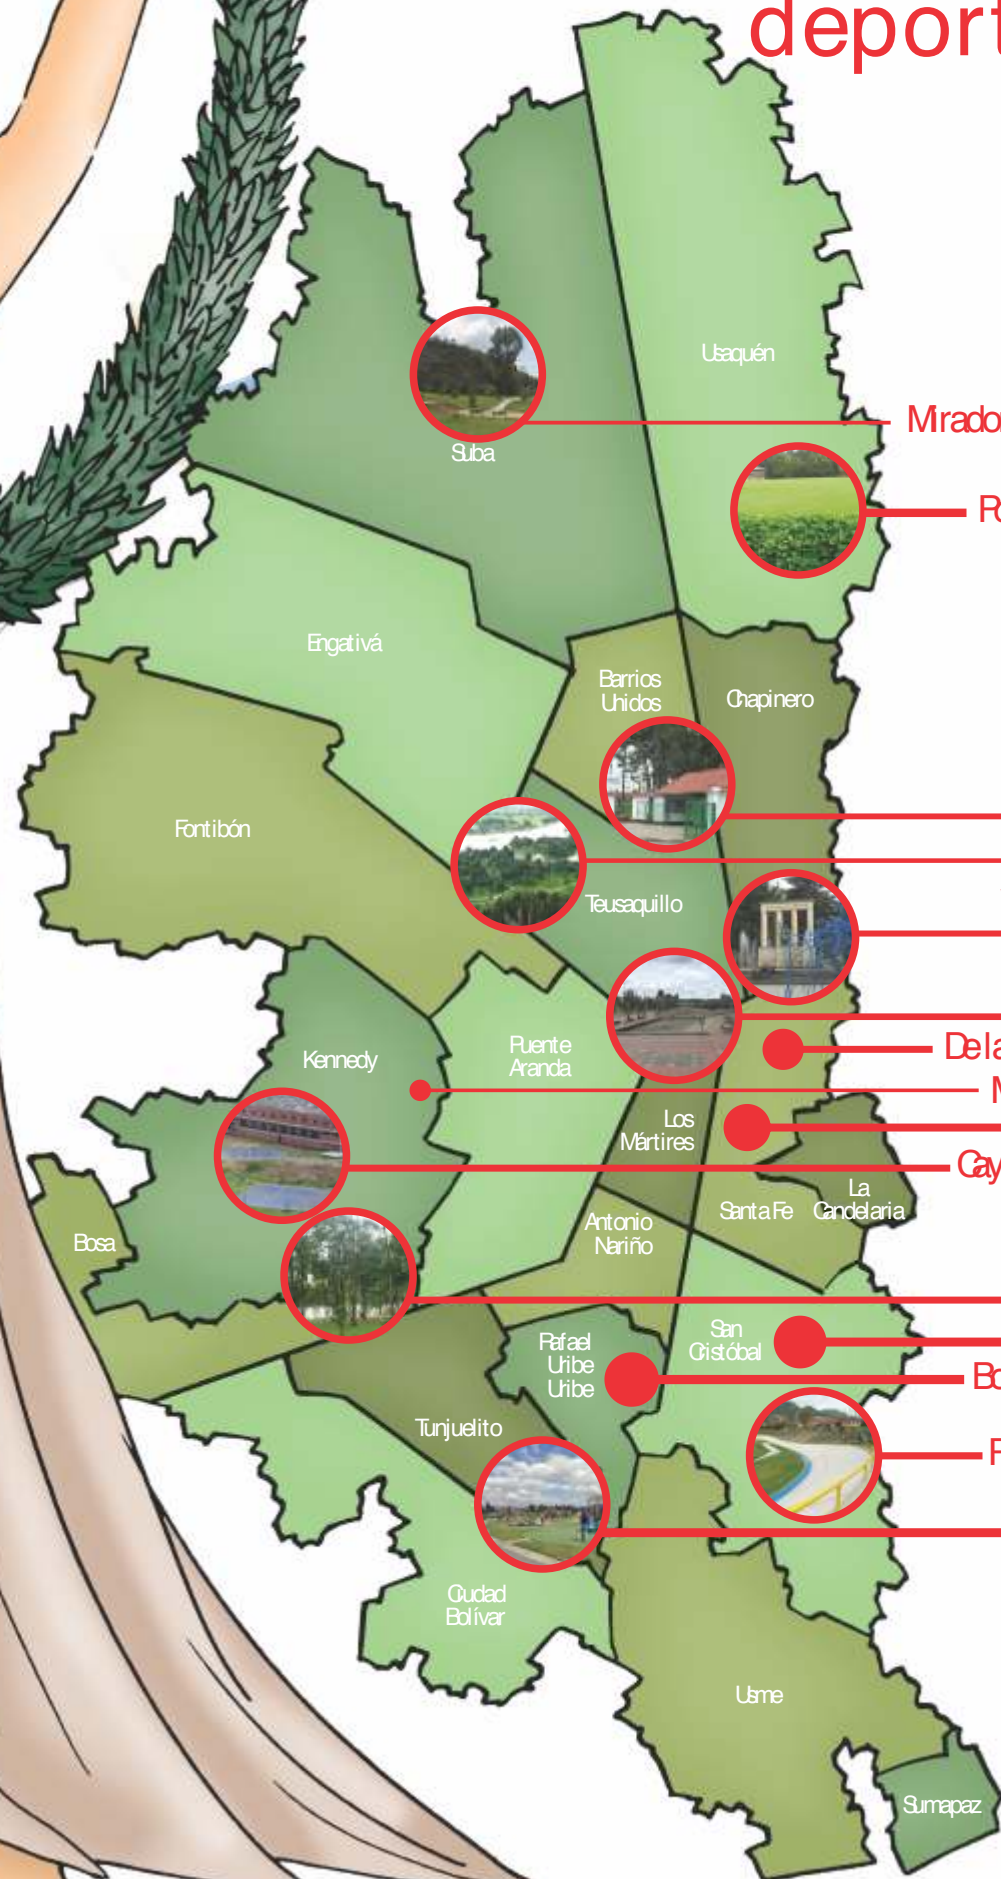 deport
Usaquén
Mirador
Suba
Engativá
Barrios
Unidos
Chapinero
Fontibón
Teusaquillo
Kennedy
Puente
Aranda
De la
Los
Mártires
Cay
La
Candelaria
Santa Fe
Antonio
Nariño
Bosa
San
Cristóbal
Rafael
Uribe
Uribe
Bo
Tunjuelito
Ciudad
Bolívar
Usme
Sumapaz